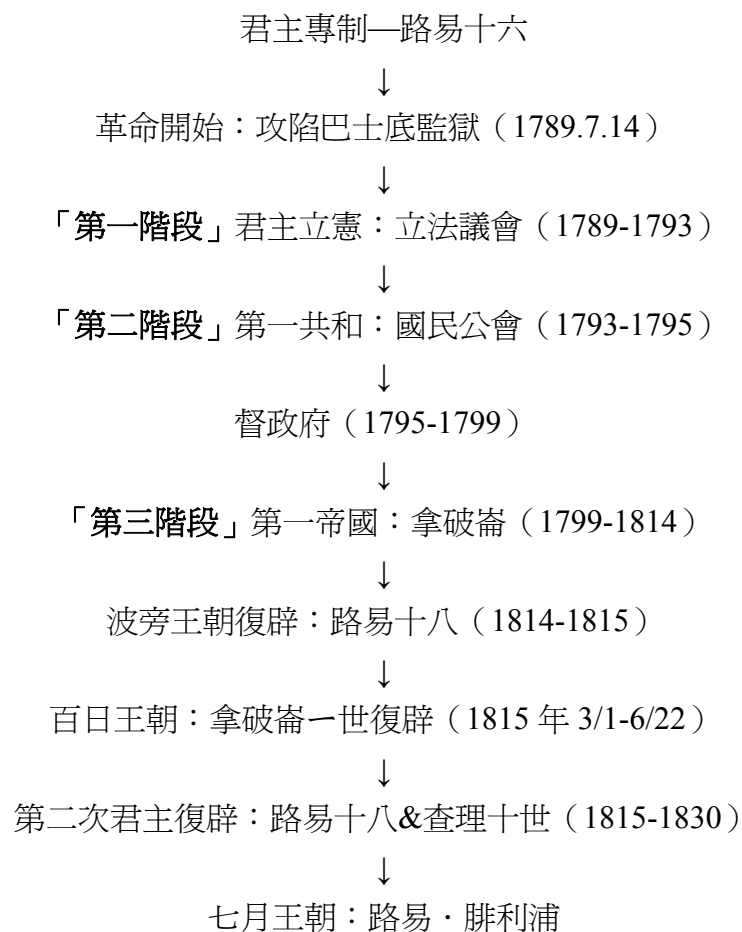 君主專制—路易十六
↓
革命開始：攻陷巴士底監獄（1789.7.14）
↓
「第一階段」君主立憲：立法議會（1789-1793）
↓
「第二階段」第一共和：國民公會（1793-1795）
↓
督政府（1795-1799）
↓
「第三階段」第一帝國：拿破崙（1799-1814）
↓
波旁王朝復辟：路易十八（1814-1815）
↓
百日王朝：拿破崙ㄧ世復辟（1815 年 3/1-6/22）
↓
第二次君主復辟：路易十八&查理十世（1815-1830）
↓
七月王朝：路易．腓利浦